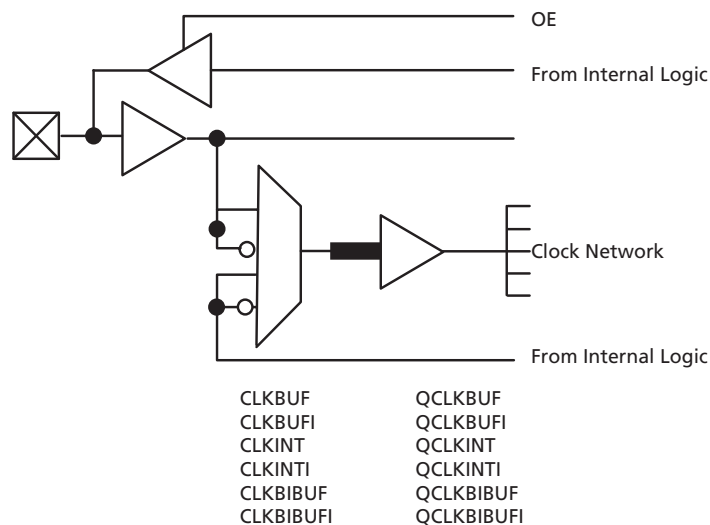 OE
From Internal Logic
Clock Network
From Internal Logic
CLKBUF QCLKBUF
CLKBUFI QCLKBUFI
CLKINT QCLKINT
CLKINTI QCLKINTI
CLKBIBUF QCLKBIBUF
CLKBIBUFI QCLKBIBUFI